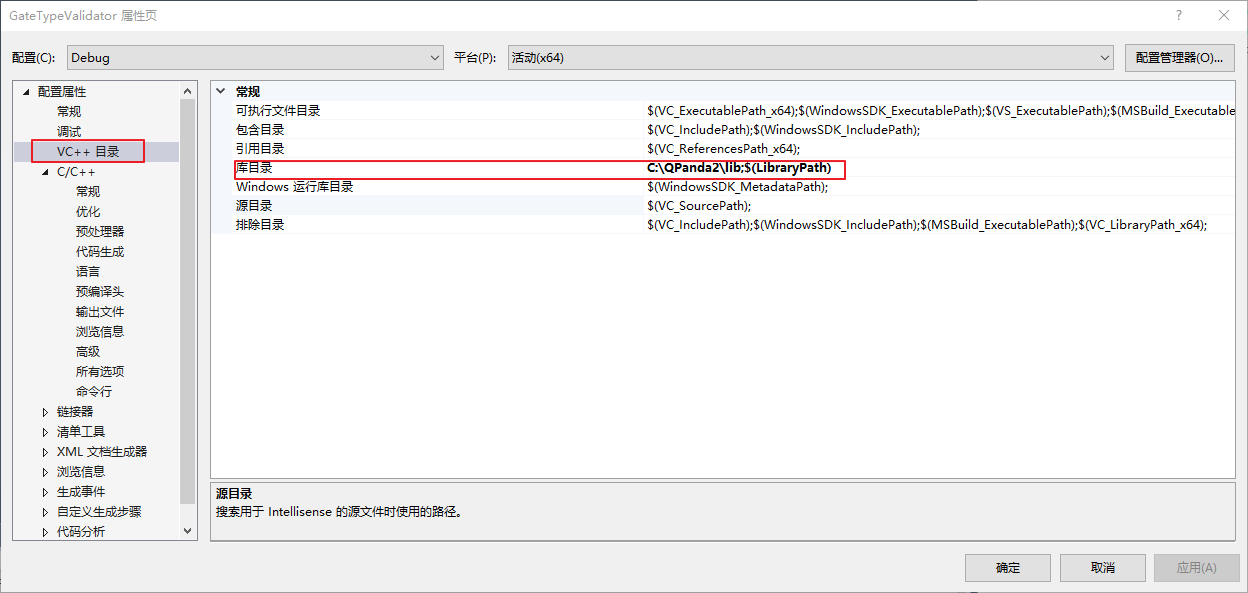 GateTypeValidator 属性页
?
配置(C): Debug 平台(P): 活动(x64) 配置管理器(O)...
配置属性
常规
调试
VC++ 目录
C/C++
常规
优化
预处理器
代码生成
语言
预编译头
输出文件
浏览信息
高级
所有选项
命令行
链接器
清单工具
XML 文档生成器
浏览信息
生成事件
自定义生成步骤
代码分析
常规
可执行文件目录 $(VC_ExecutablePath_x64);$(WindowsSDK_ExecutablePath);$(VS_ExecutablePath);$(MSBuild_Executable
包含目录 $(VC_IncludePath);$(WindowsSDK_IncludePath);
引用目录 $(VC_ReferencesPath_x64);
库目录 C:\QPanda2\lib;$(LibraryPath)
Windows 运行库目录 $(WindowsSDK_MetadataPath);
源目录 $(VC_SourcePath);
排除目录 $(VC_IncludePath);$(WindowsSDK_IncludePath);$(MSBuild_ExecutablePath);$(VC_LibraryPath_x64);
源目录
搜索用于 Intellisense 的源文件时使用的路径。
确定 取消 应用(A)